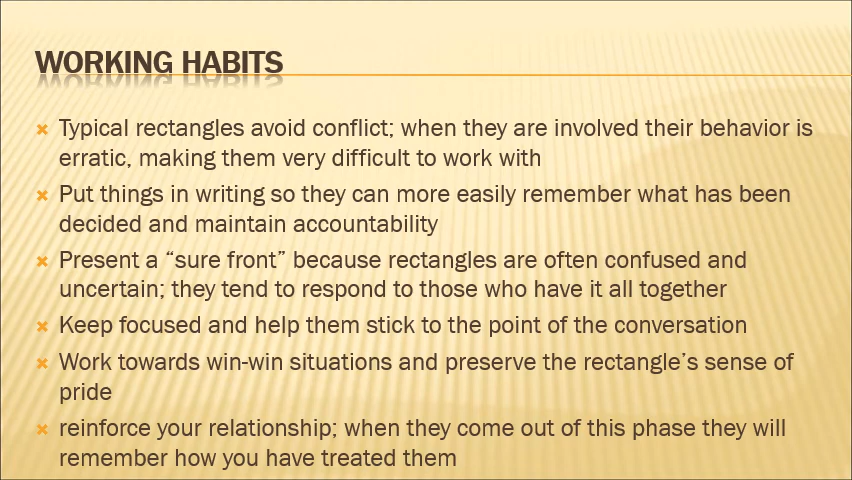 WORKING HABITS
Typical rectangles avoid conflict; when they are involved their behavior is
erratic, making them very difficult to work with
Put things in writing so they can more easily remember what has been
decided and maintain accountability
Present a “sure front” because rectangles are often confused and
uncertain; they tend to respond to those who have it all together
Keep focused and help them stick to the point of the conversation
Work towards win-win situations and preserve the rectangle’s sense of
pride
reinforce your relationship; when they come out of this phase they will
remember how you have treated them